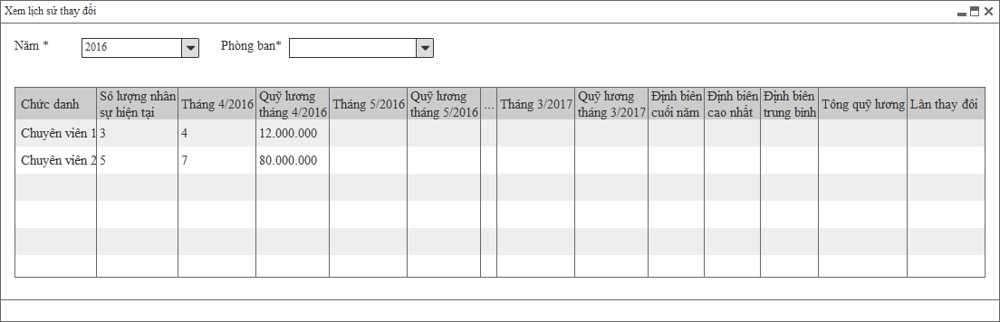 Xem lịch sử thay đổi
Năm * 2016 Phòng ban*
Chức danh Số lượng nhân sự hiện tại Tháng 4/2016 Quỹ lương tháng 4/2016 Tháng 5/2016 Quỹ lương tháng 5/2016 ... Tháng 3/2017 Quỹ lương tháng 3/2017 Định biên cuối năm Định biên cao nhất Định biên trung bình Tổng quỹ lương Lần thay đổi
Chuyên viên 1 3 4 12.000.000
Chuyên viên 2 5 7 80.000.000